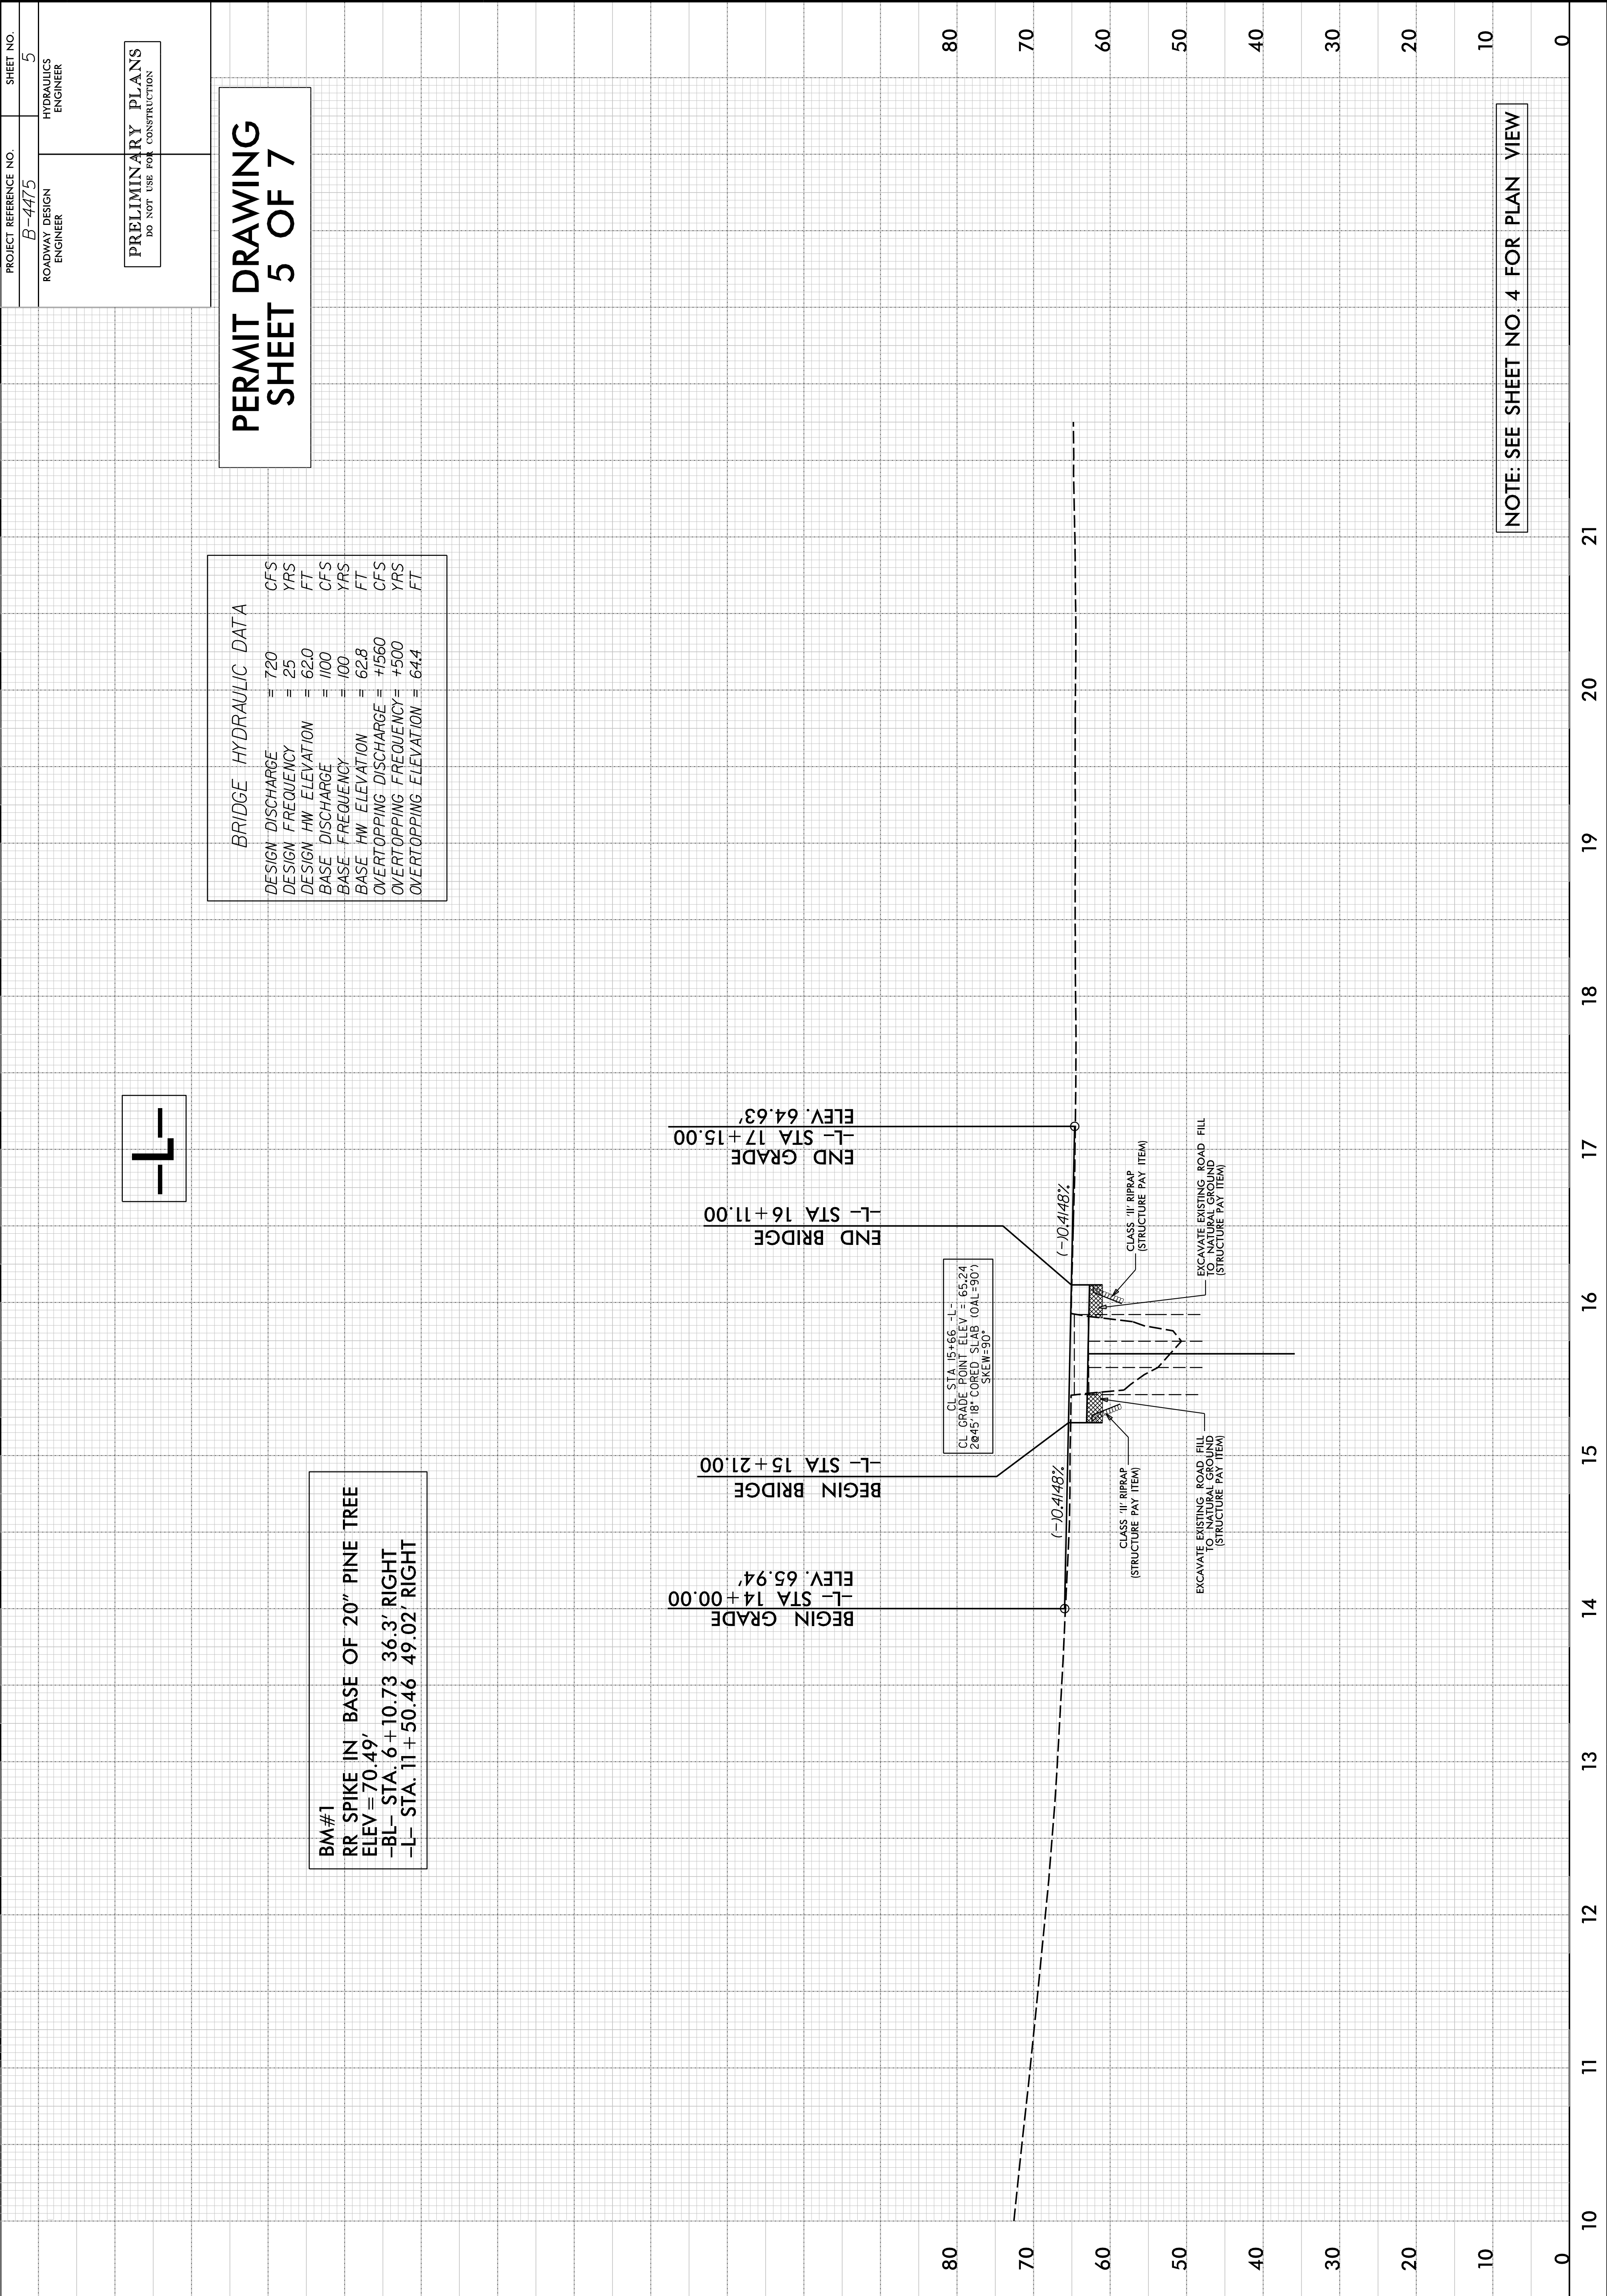 PROJECT REFERENCE NO.
SHEET NO.
B-4475
5
ROADWAY DESIGN
ENGINEER
HYDRAULICS
ENGINEER
PRELIMINARY PLANS
DO NOT USE FOR CONSTRUCTION
PERMIT DRAWING
SHEET 5 OF 7
-L-
BRIDGE HYDRAULIC DATA
DESIGN DISCHARGE = 720 CFS
DESIGN FREQUENCY = 25 YRS
DESIGN HW ELEVATION = 62.0 FT
BASE DISCHARGE = 1100 CFS
BASE FREQUENCY = 100 YRS
BASE HW ELEVATION = 62.8 FT
OVERTOPPING DISCHARGE = +1560 CFS
OVERTOPPING FREQUENCY = +500 YRS
OVERTOPPING ELEVATION = 64.4 FT
BM#1
RR SPIKE IN BASE OF 20" PINE TREE
ELEV = 70.49'
-BL- STA. 6+10.73 36.3' RIGHT
-L- STA. 11+50.46 49.02' RIGHT
BEGIN GRADE
-L- STA 14+00.00
ELEV. 65.94'
BEGIN BRIDGE
-L- STA 15+21.00
END BRIDGE
-L- STA 16+11.00
END GRADE
-L- STA 17+15.00
ELEV. 64.63'
CL STA 15+66 -L-
CL GRADE POINT ELEV = 65.24
2@45' 18" CORED SLAB (OAL=90')
SKEW=90°
(-)0.4148%
(-)0.4148%
CLASS 'II' RIPRAP
(STRUCTURE PAY ITEM)
CLASS 'II' RIPRAP
(STRUCTURE PAY ITEM)
EXCAVATE EXISTING ROAD FILL
TO NATURAL GROUND
(STRUCTURE PAY ITEM)
EXCAVATE EXISTING ROAD FILL
TO NATURAL GROUND
(STRUCTURE PAY ITEM)
80
70
60
50
40
30
20
10
0
80
70
60
50
40
30
20
10
0
NOTE: SEE SHEET NO. 4 FOR PLAN VIEW
10
11
12
13
14
15
16
17
18
19
20
21